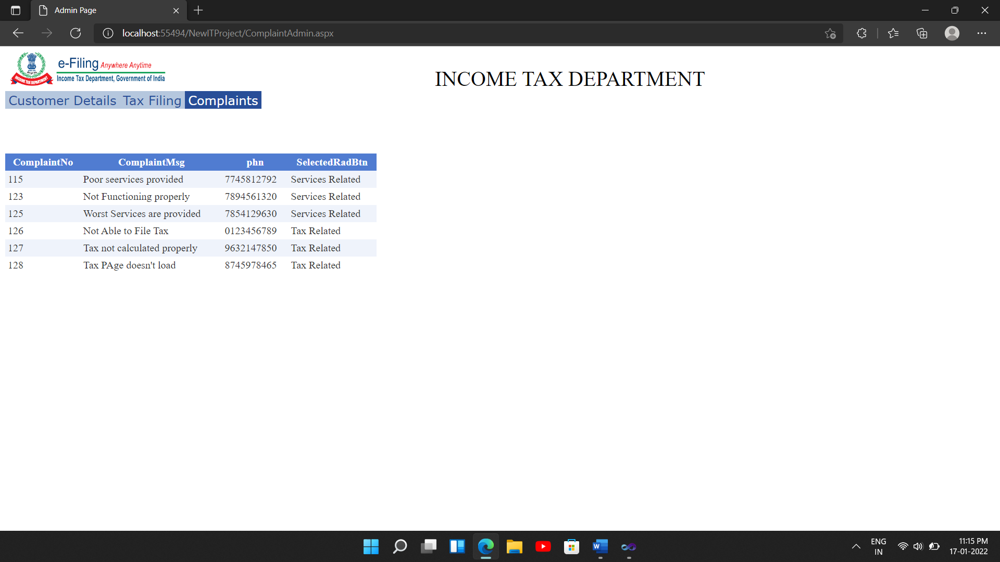 Admin Page
localhost:55494/NewITProject/ComplaintAdmin.aspx
e-Filing Anywhere Anytime
INCOME TAX DEPARTMENT
Income Tax Department, Government of India
INCOME TAX DEPARTMENT
Customer Details Tax Filing Complaints
ComplaintNo ComplaintMsg phn SelectedRadBtn
115 Poor seervices provided 7745812792 Services Related
123 Not Functioning properly 7894561320 Services Related
125 Worst Services are provided 7854129630 Services Related
126 Not Able to File Tax 0123456789 Tax Related
127 Tax not calculated properly 9632147850 Tax Related
128 Tax PAge doesn't load 8745978465 Tax Related
W
ENG
IN
11:15 PM
17-01-2022